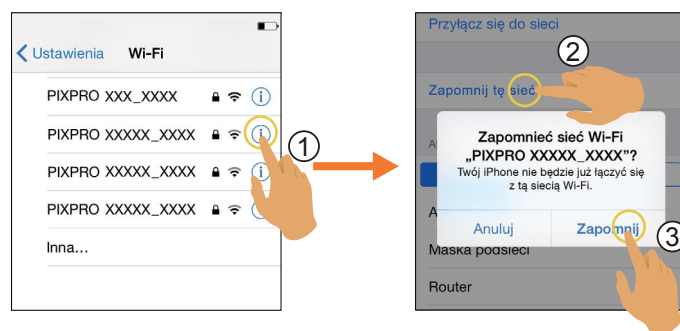 Ustawienia Wi-Fi
PIXPRO XXX_XXXX
PIXPRO XXXXX_XXXX
PIXPRO XXXXX_XXXX
PIXPRO XXXXX_XXXX
Inna...
1
Przyłącz się do sieci
2
Zapomnij tę sieć
A
Zapomnieć sieć Wi-Fi
„PIXPRO XXXXX_XXXX”?
Twój iPhone nie będzie już łączyć się
z tą siecią Wi-Fi.
A
Anuluj Zapomnij
3
Maska podsieci
Router